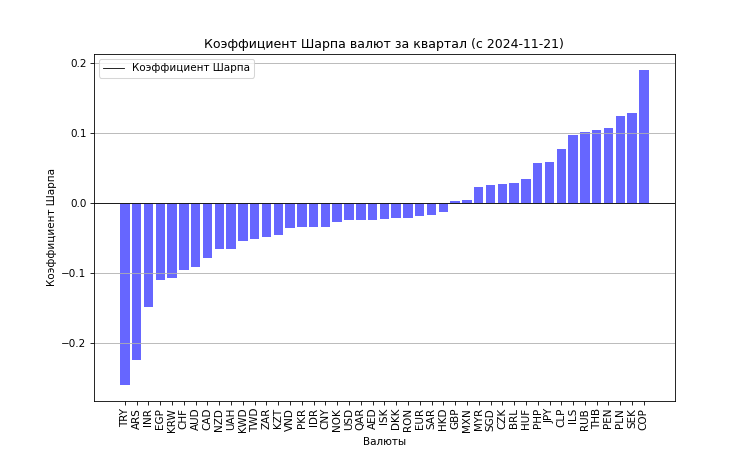 Коэффициент Шарпа валют за квартал (с 2024-11-21)
Коэффициент Шарпа
0.2
0.1
0.0
−0.1
−0.2
Коэффициент Шарпа
TRY ARS INR EGP KRW CHF AUD CAD NZD UAH KWD TWD ZAR KZT VND PKR IDR CNY NOK USD QAR AED ISK DKK RON EUR SAR HKD GBP MXN MYR SGD CZK BRL HUF PHP JPY CLP ILS RUB THB PEN PLN SEK COP
Валюты